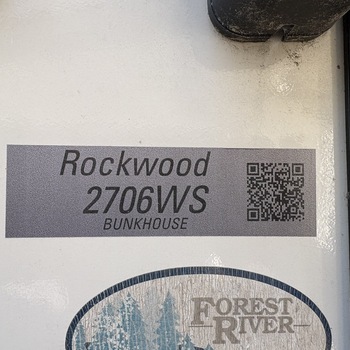 Rockwood
2706WS
BUNKHOUSE
FOREST
RIVER